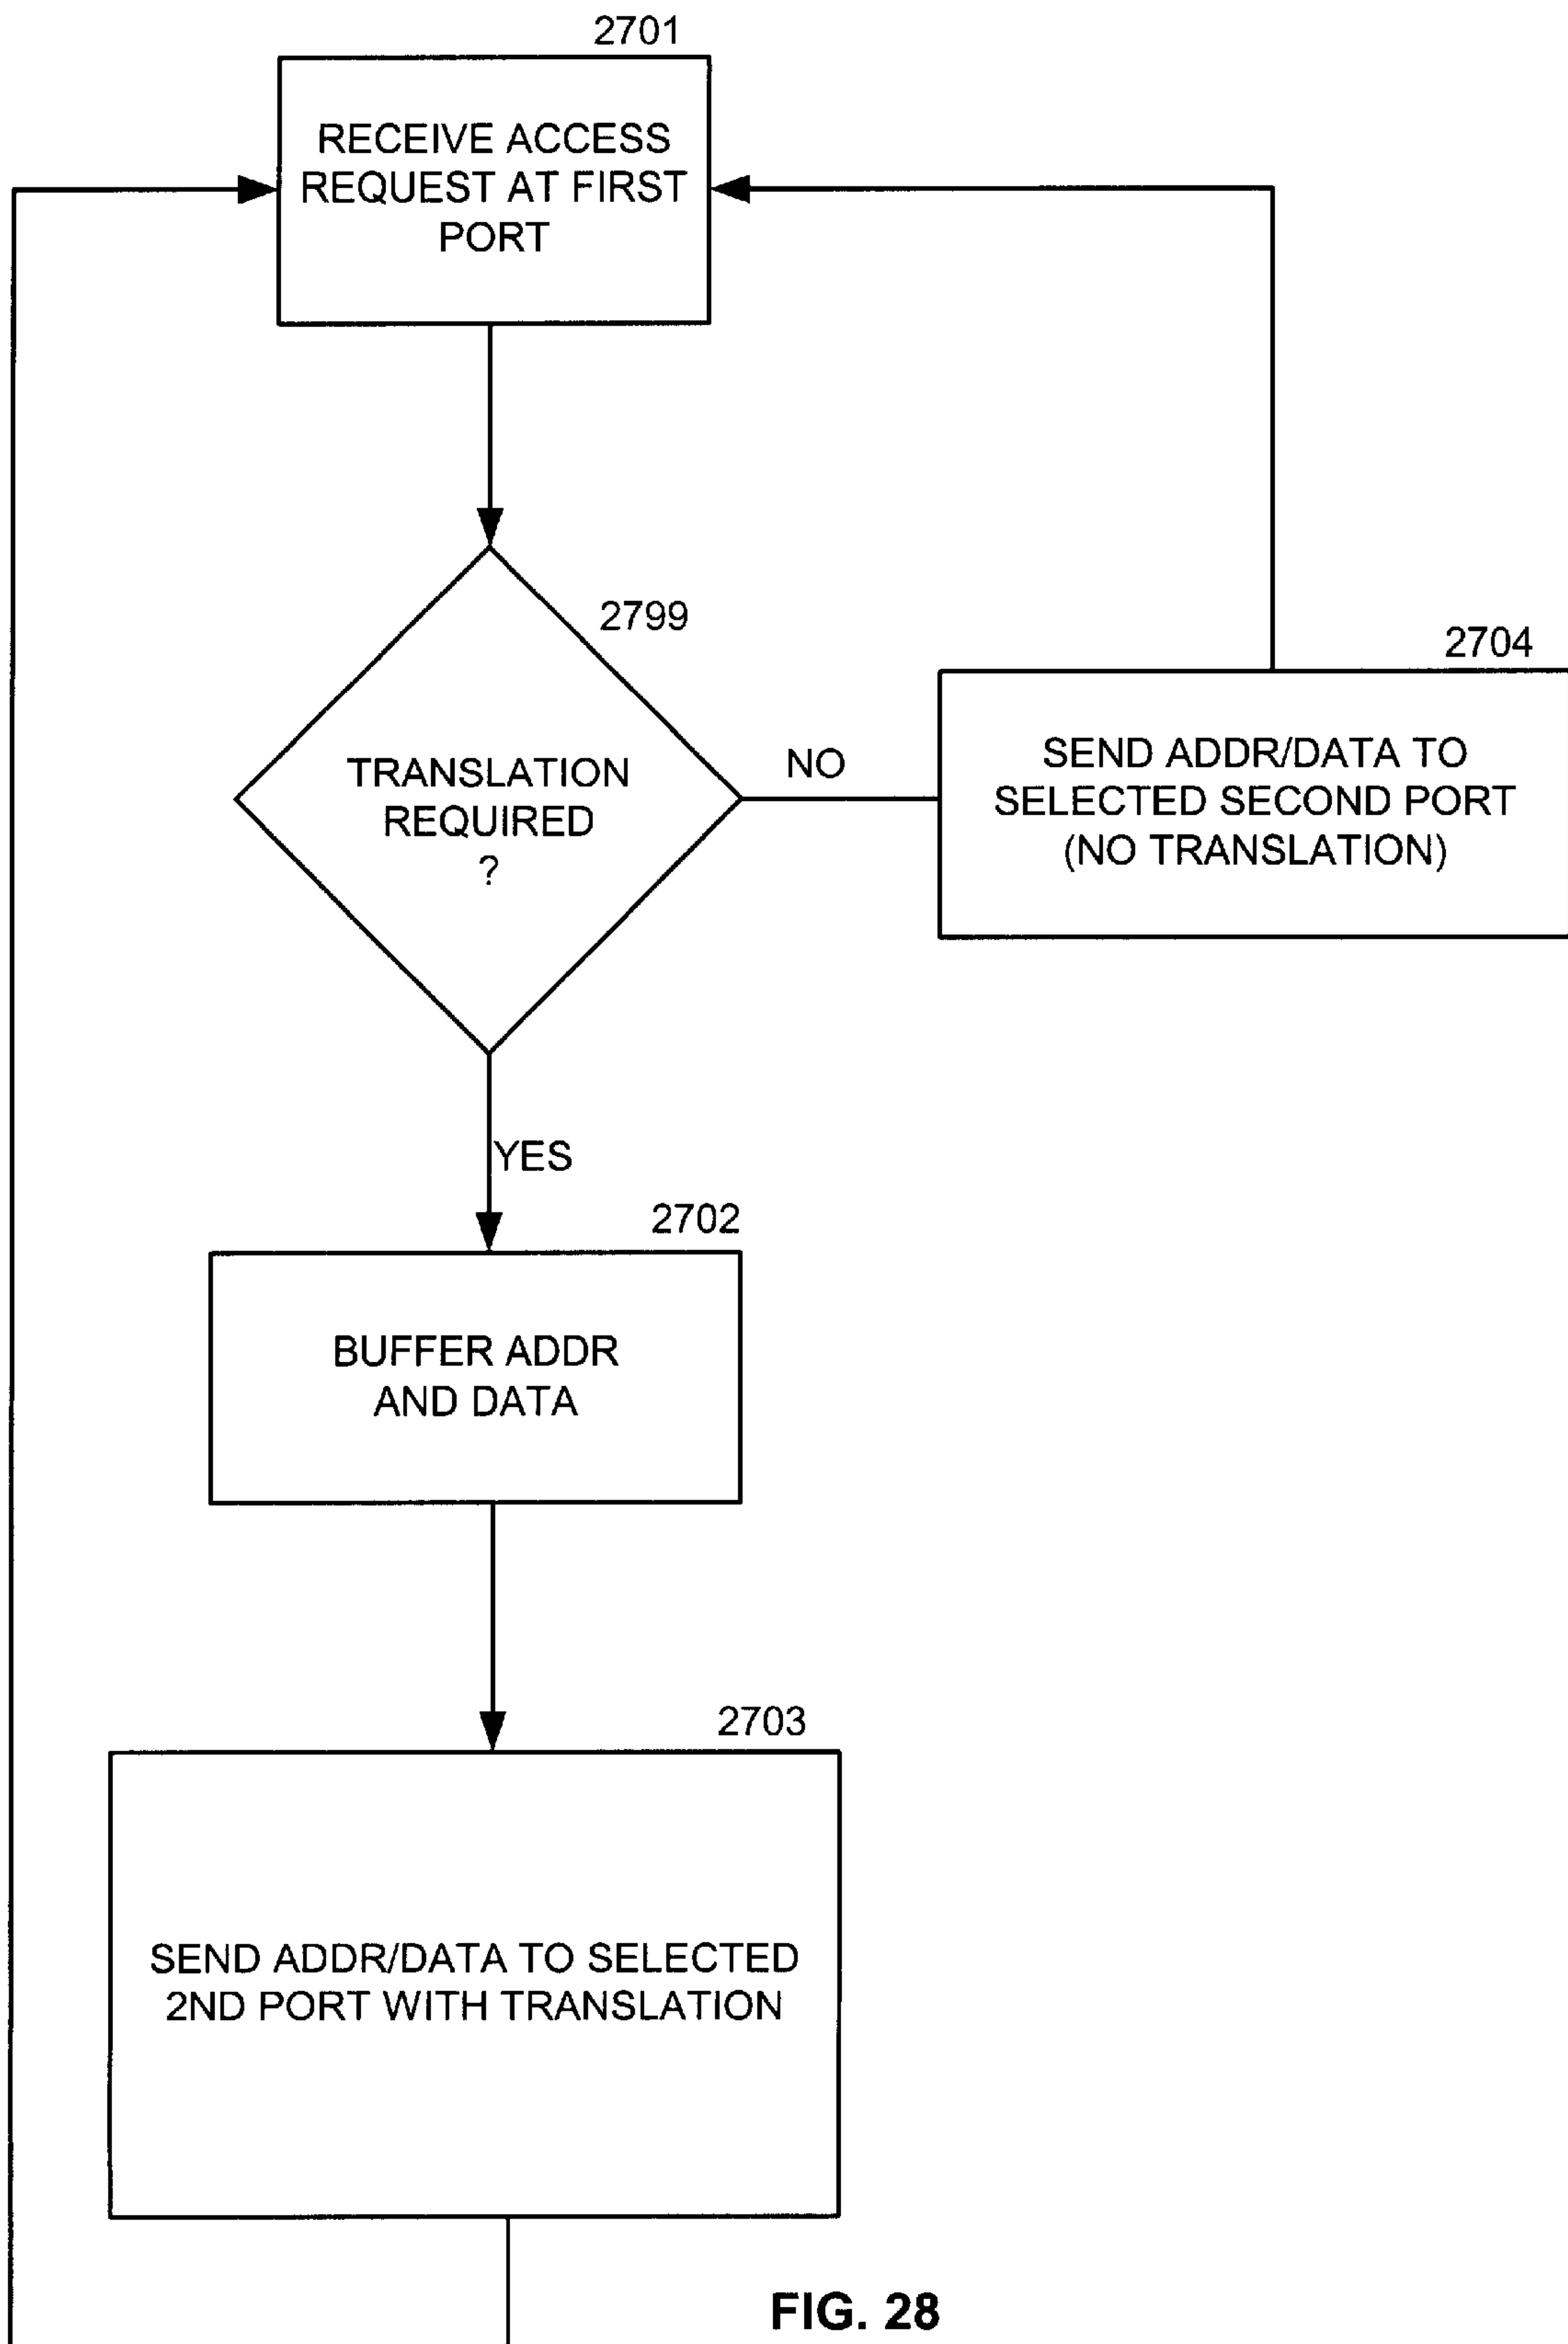 2701
RECEIVE ACCESS
REQUEST AT FIRST
PORT
2799
TRANSLATION
REQUIRED
?
NO
2704
SEND ADDR/DATA TO
SELECTED SECOND PORT
(NO TRANSLATION)
YES
2702
BUFFER ADDR
AND DATA
2703
SEND ADDR/DATA TO SELECTED
2ND PORT WITH TRANSLATION
FIG. 28